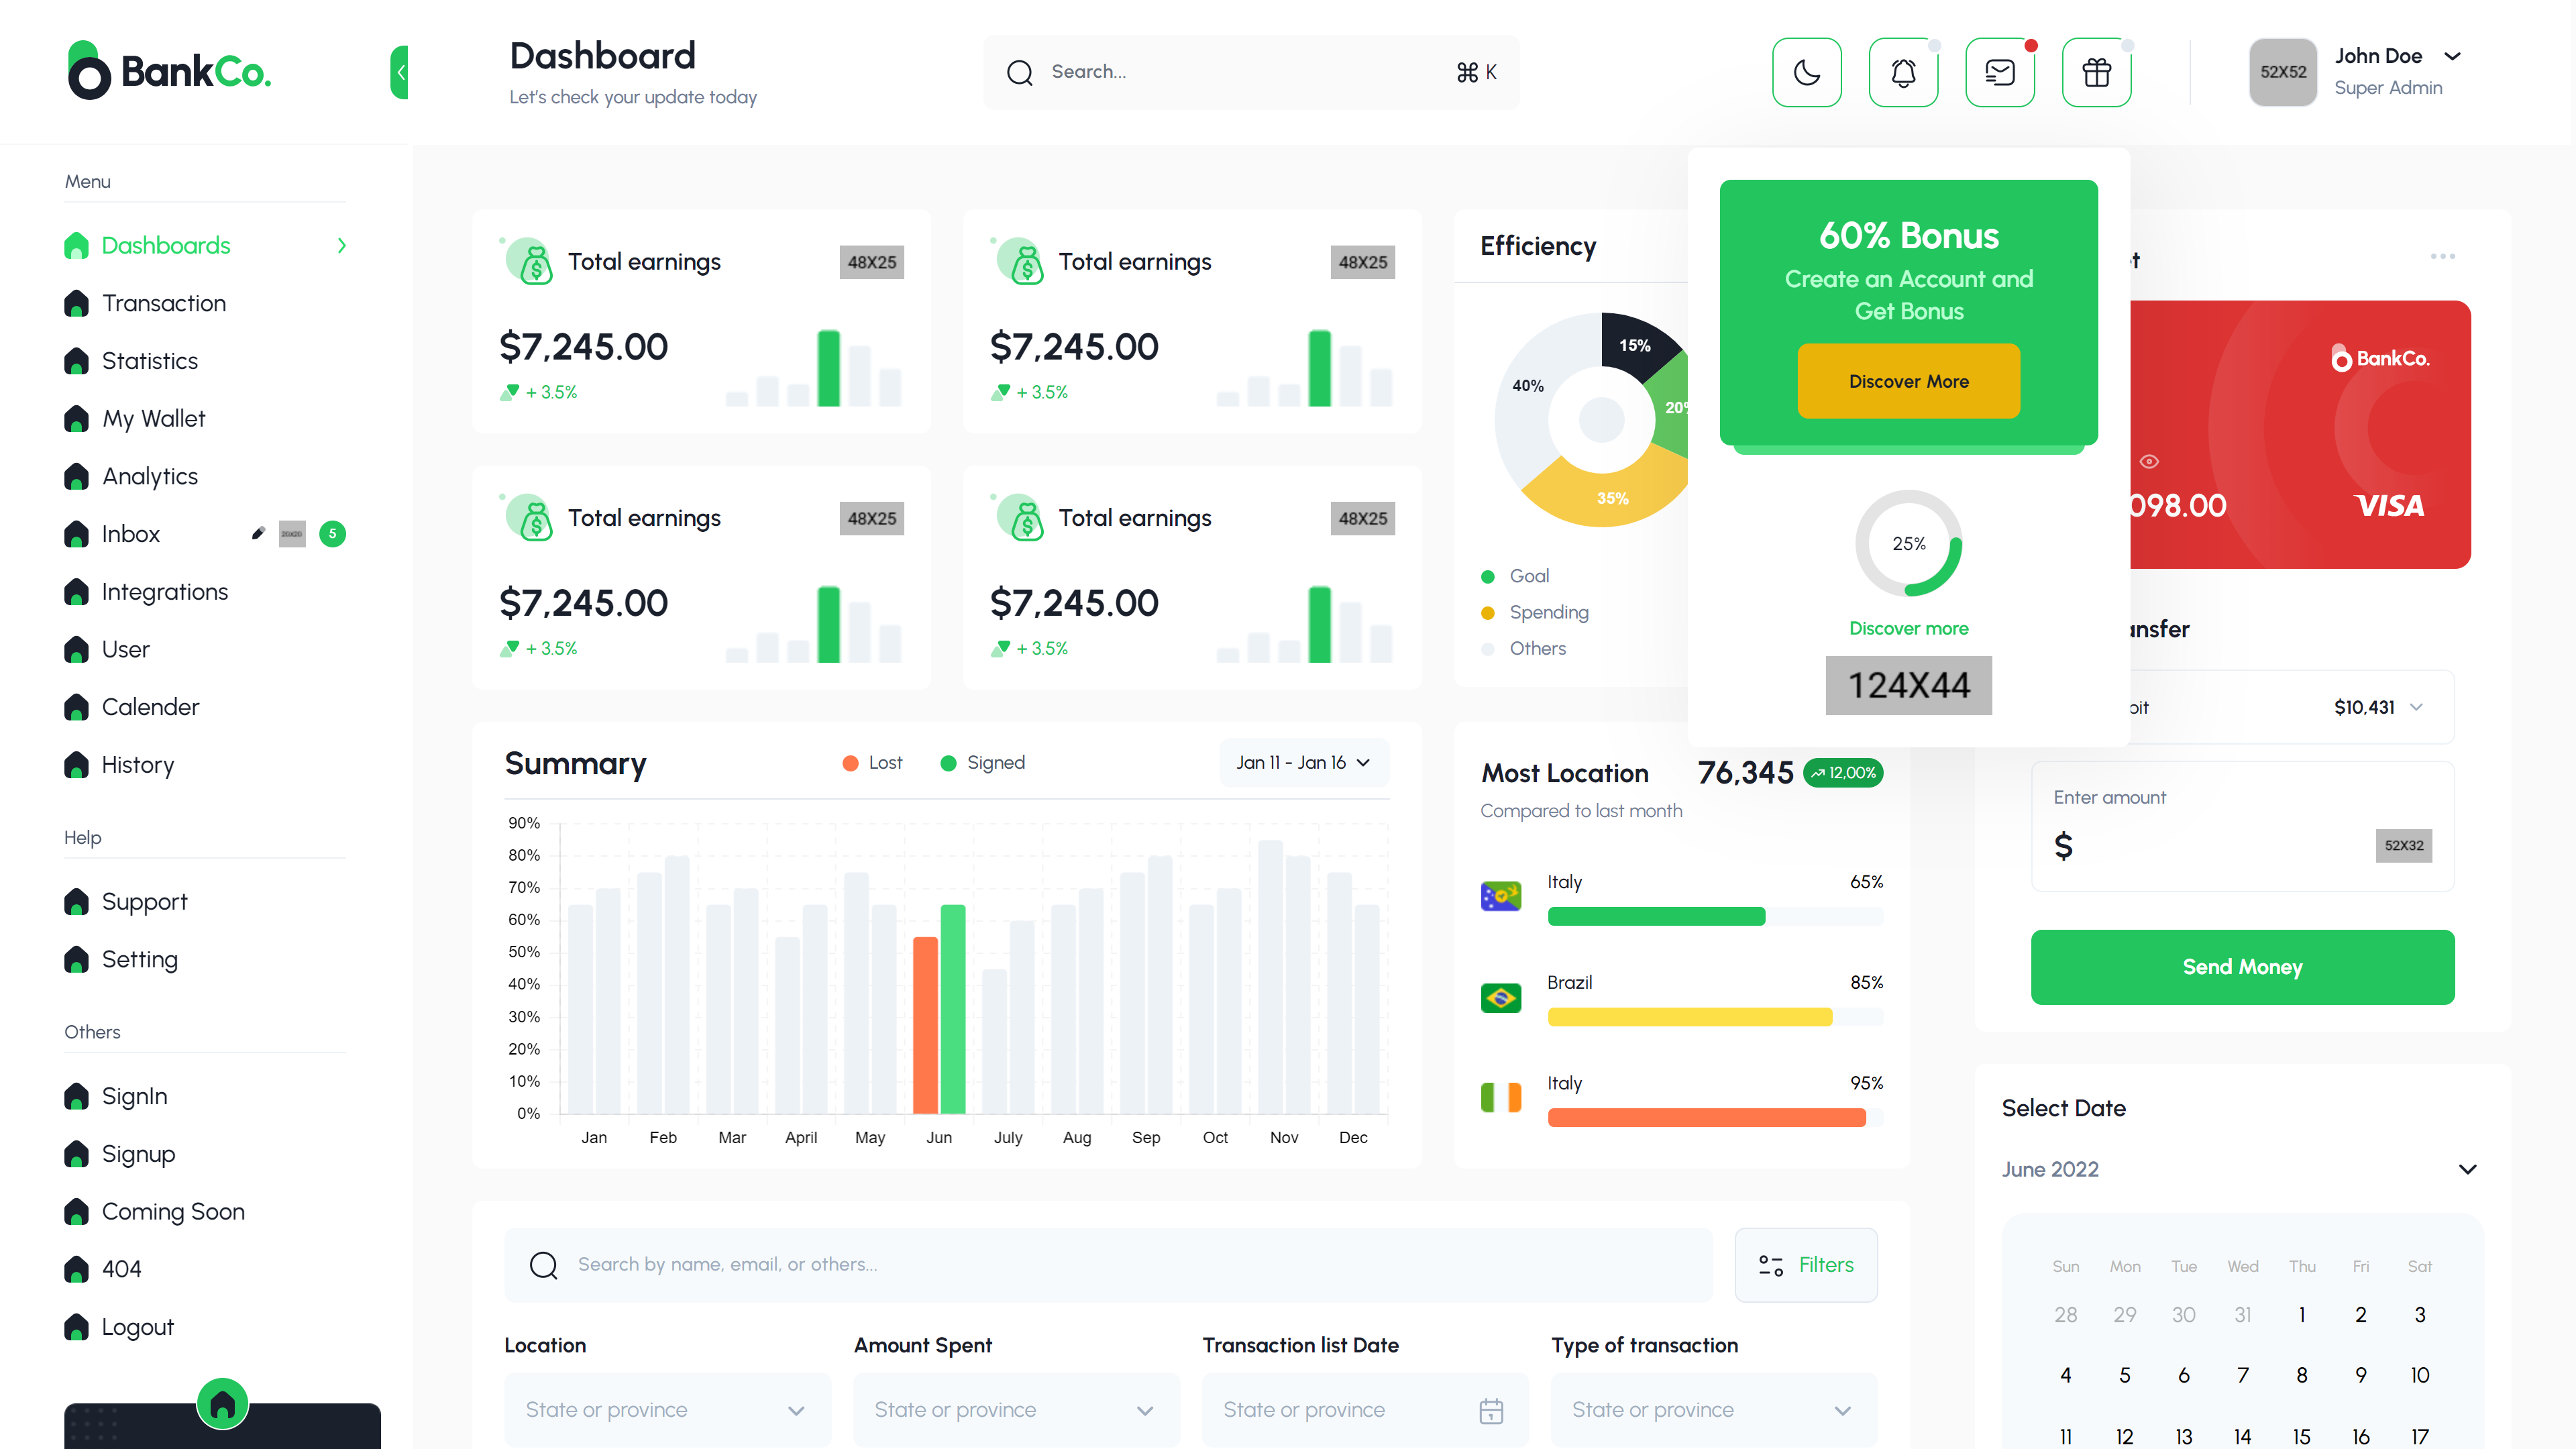 BankCo.
Dashboard
Let's check your update today
Search...
⌘ K
52X52
John Doe
Super Admin
Menu
Dashboards
Transaction
Statistics
My Wallet
Analytics
Inbox
20X20
5
Integrations
User
Calender
History
Help
Support
Setting
Others
SignIn
Signup
Coming Soon
404
Logout
Total earnings
48X25
$7,245.00
+ 3.5%
Total earnings
48X25
$7,245.00
+ 3.5%
Total earnings
48X25
$7,245.00
+ 3.5%
Total earnings
48X25
$7,245.00
+ 3.5%
Efficiency
15%
40%
35%
Goal
Spending
Others
60% Bonus
Create an Account and
Get Bonus
Discover More
25%
Discover more
124X44
BankCo.
098.00
VISA
$10,431
Enter amount
$
52X32
Send Money
Summary
Lost
Signed
Jan 11 - Jan 16
90%
80%
70%
60%
50%
40%
30%
20%
10%
0%
Jan Feb Mar April May Jun July Aug Sep Oct Nov Dec
Most Location
76,345
12,00%
Compared to last month
Italy 65%
Brazil 85%
Italy 95%
Select Date
June 2022
Sun Mon Tue Wed Thu Fri Sat
28 29 30 31 1 2 3
4 5 6 7 8 9 10
11 12 13 14 15 16 17
Search by name, email, or others...
Filters
Location
State or province
Amount Spent
State or province
Transaction list Date
State or province
Type of transaction
State or province